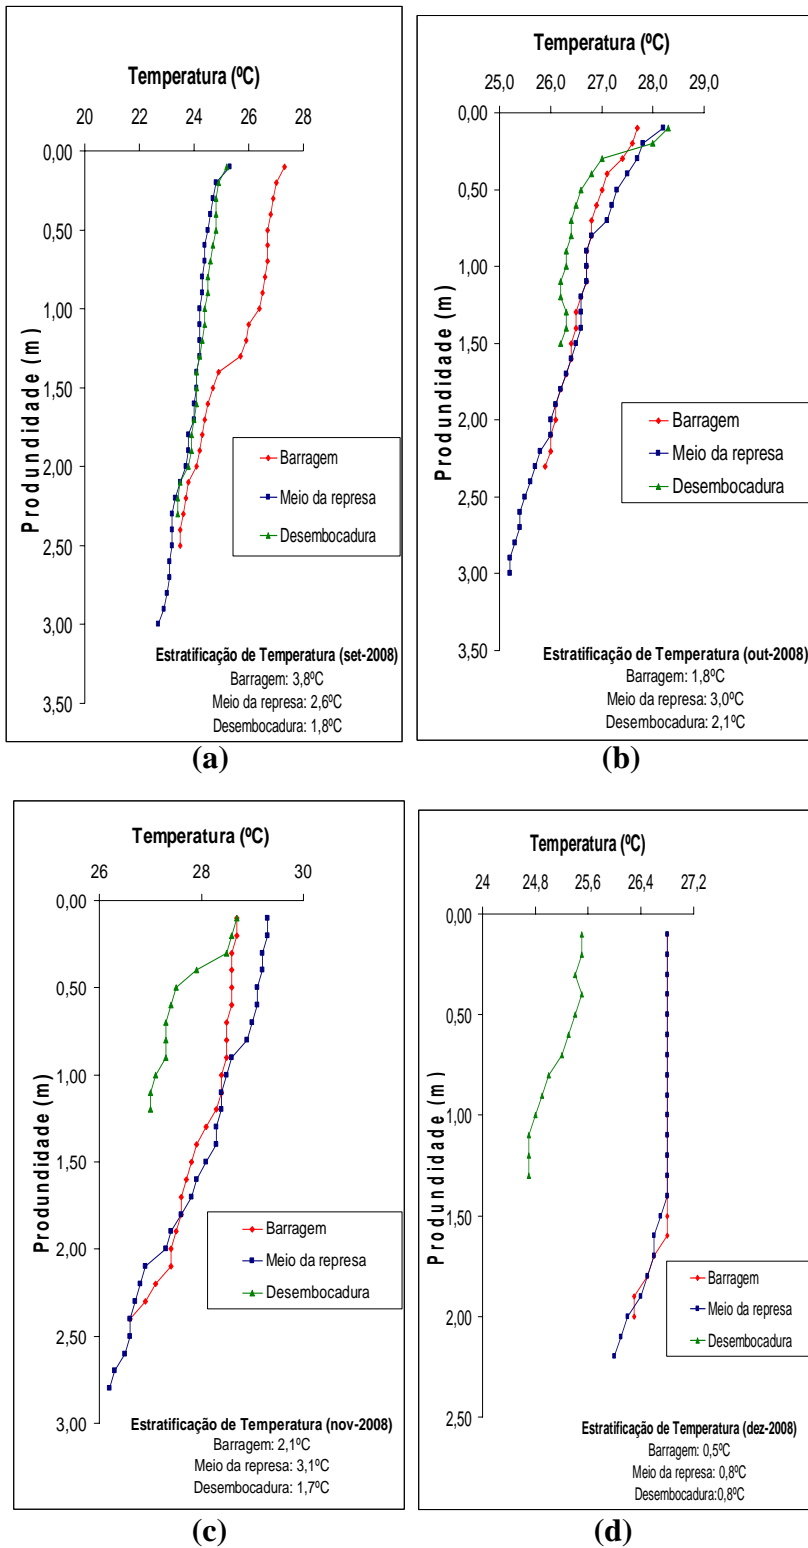 Temperatura (ºC)
20 22 24 26 28
0,00
0,50
1,00
1,50
2,00
2,50
3,00
3,50
Produndidade (m)
Barragem
Meio da represa
Desembocadura
Estratificação de Temperatura (set-2008)
Barragem: 3,8ºC
Meio da represa: 2,6ºC
Desembocadura: 1,8ºC
(a)
Temperatura (ºC)
25,0 26,0 27,0 28,0 29,0
0,00
0,50
1,00
1,50
2,00
2,50
3,00
3,50
Produndidade (m)
Barragem
Meio da represa
Desembocadura
Estratificação de Temperatura (out-2008)
Barragem: 1,8ºC
Meio da represa: 3,0ºC
Desembocadura: 2,1ºC
(b)
Temperatura (ºC)
26 28 30
0,00
0,50
1,00
1,50
2,00
2,50
3,00
Produndidade (m)
Barragem
Meio da represa
Desembocadura
Estratificação de Temperatura (nov-2008)
Barragem: 2,1ºC
Meio da represa: 3,1ºC
Desembocadura: 1,7ºC
(c)
Temperatura (ºC)
24 24,8 25,6 26,4 27,2
0,00
0,50
1,00
1,50
2,00
2,50
Produndidade (m)
Barragem
Meio da represa
Desembocadura
Estratificação de Temperatura (dez-2008)
Barragem: 0,5ºC
Meio da represa: 0,8ºC
Desembocadura:0,8ºC
(d)